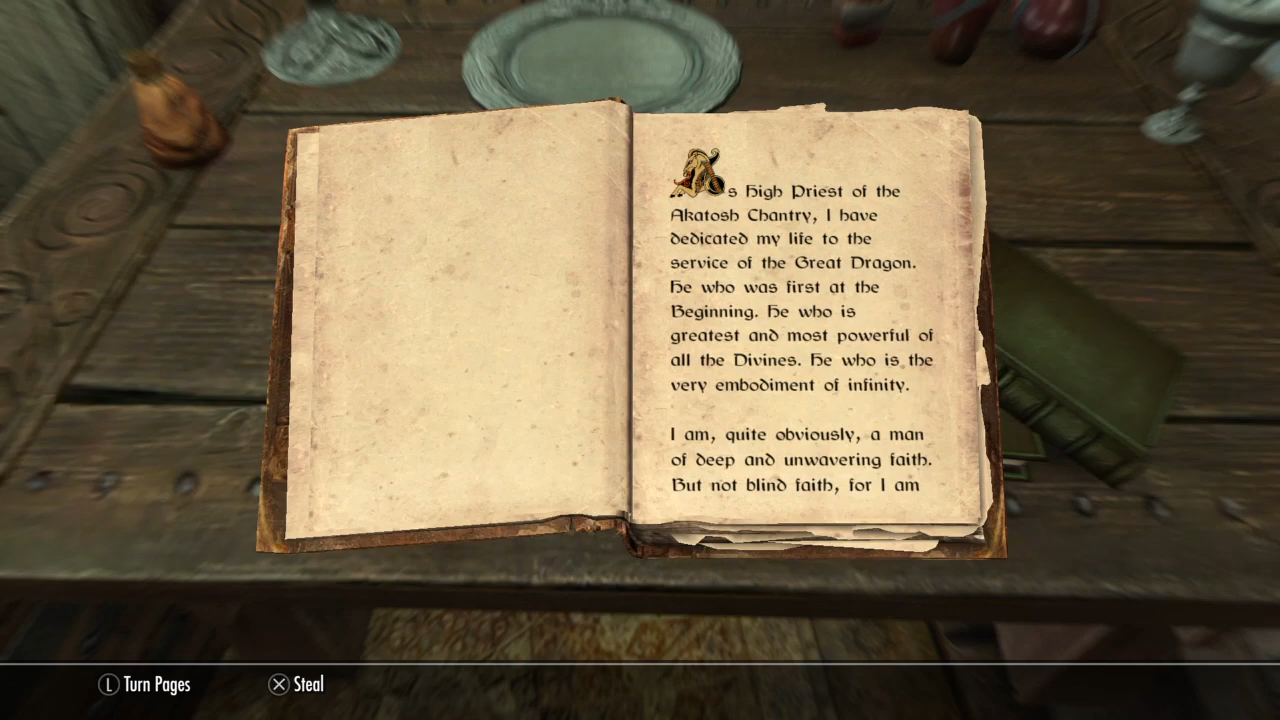 As High Priest of the
Akatosh Chantry, I have
dedicated my life to the
service of the Great Dragon.
He who was first at the
Beginning. He who is
greatest and most powerful of
all the Divines. He who is the
very embodiment of infinity.
I am, quite obviously, a man
of deep and unwavering faith.
But not blind faith, for I am
L Turn Pages
X Steal